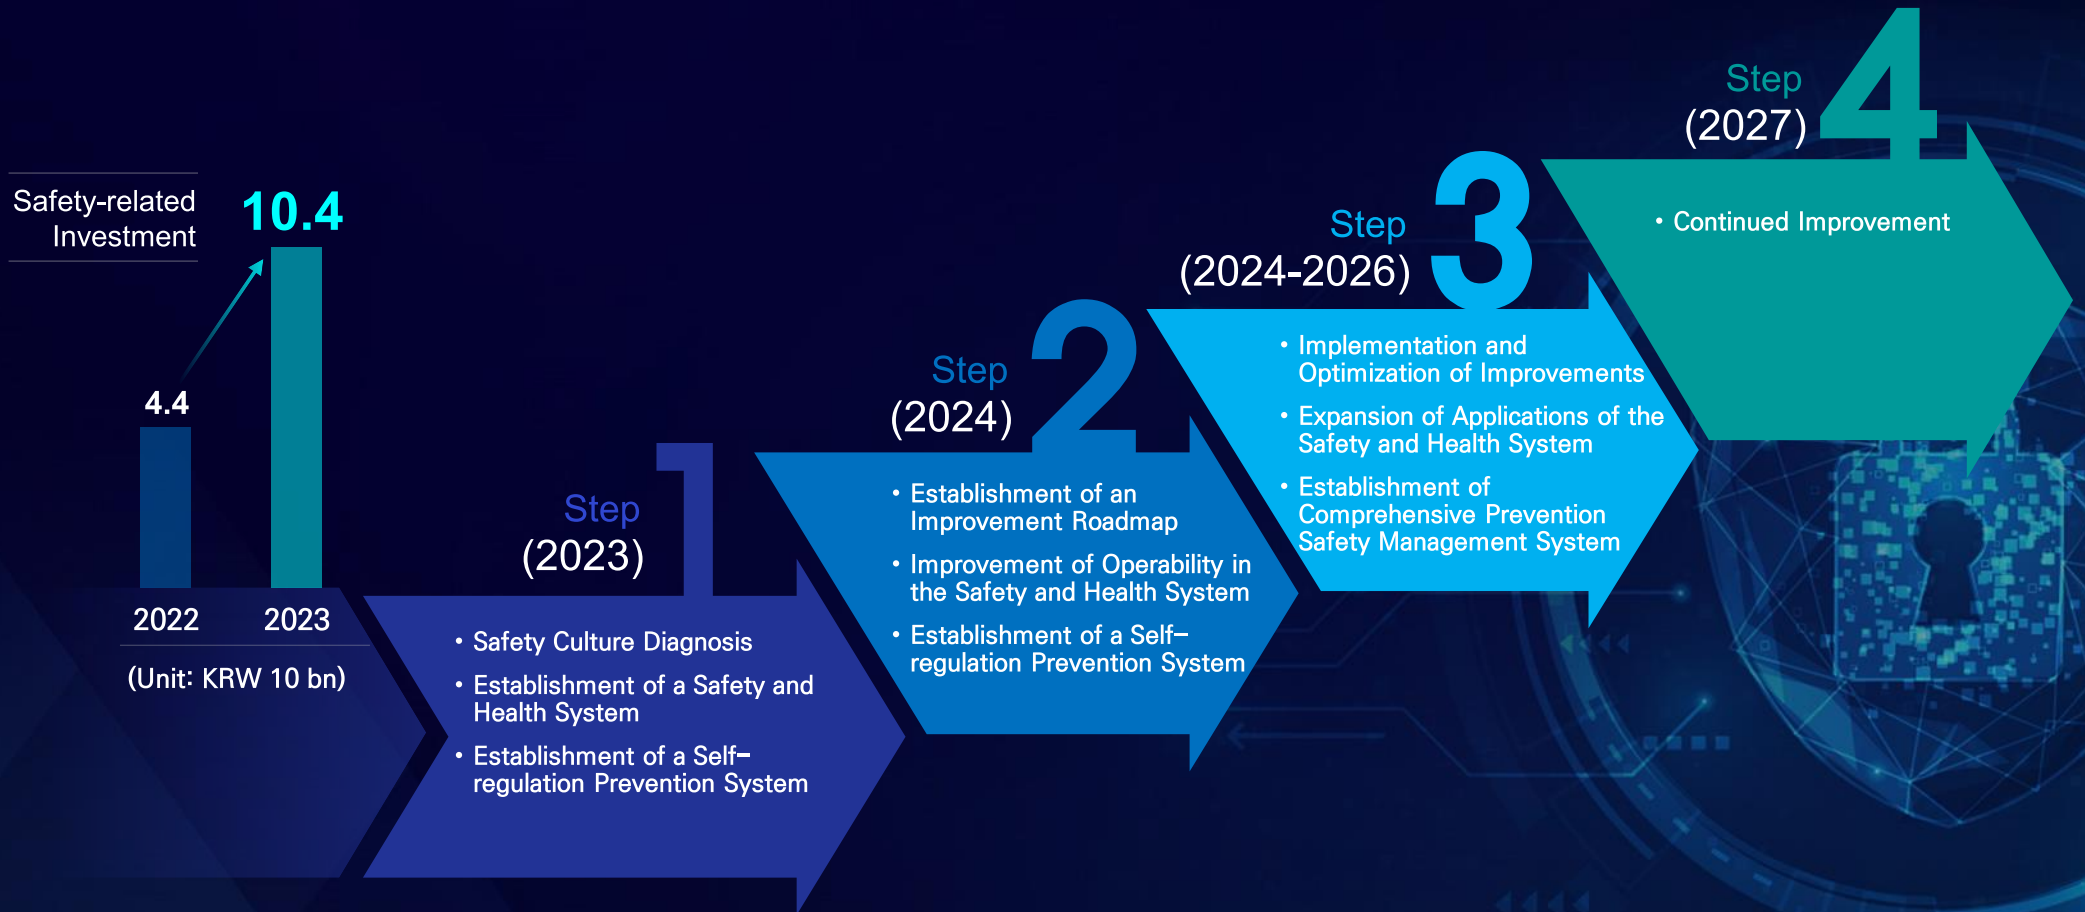 Safety-related
Investment
10.4
4.4
2022
2023
(Unit: KRW 10 bn)
Step
1
(2023)
• Safety Culture Diagnosis
• Establishment of a Safety and
Health System
• Establishment of a Self-
regulation Prevention System
Step
2
(2024)
• Establishment of an
Improvement Roadmap
• Improvement of Operability in
the Safety and Health System
• Establishment of a Self-
regulation Prevention System
Step
3
(2024-2026)
• Implementation and
Optimization of Improvements
• Expansion of Applications of the
Safety and Health System
• Establishment of
Comprehensive Prevention
Safety Management System
Step
4
(2027)
• Continued Improvement